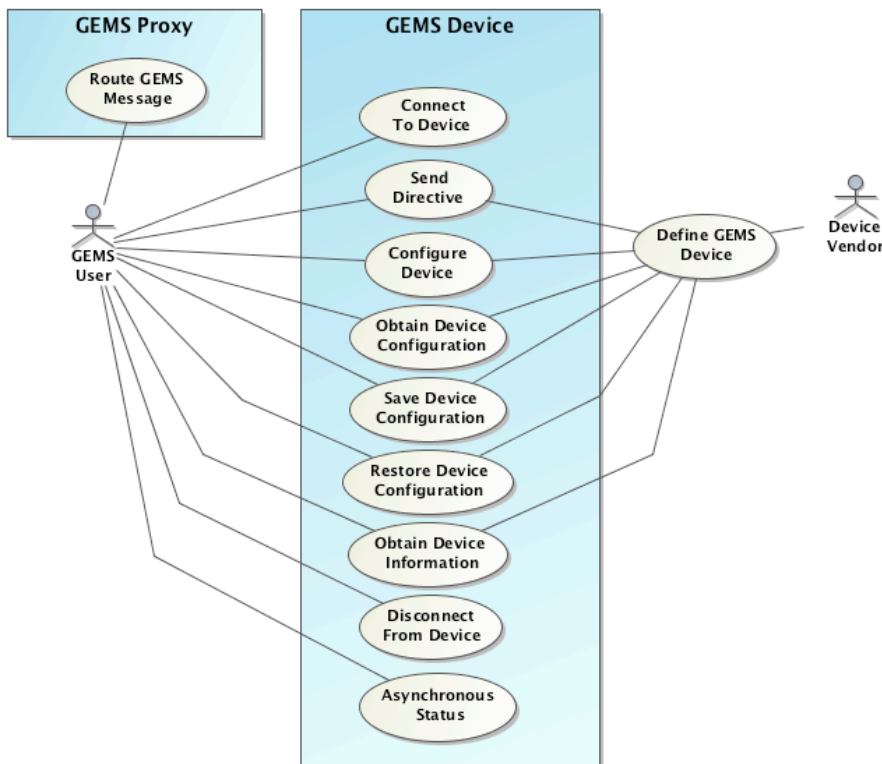 GEMS Proxy
Route GEMS
Message
GEMS Device
Connect
To Device
Send
Directive
Configure
Device
Obtain Device
Configuration
Save Device
Configuration
Restore Device
Configuration
Obtain Device
Information
Disconnect
From Device
Asynchronous
Status
GEMS
User
Define GEMS
Device
Device
Vendor